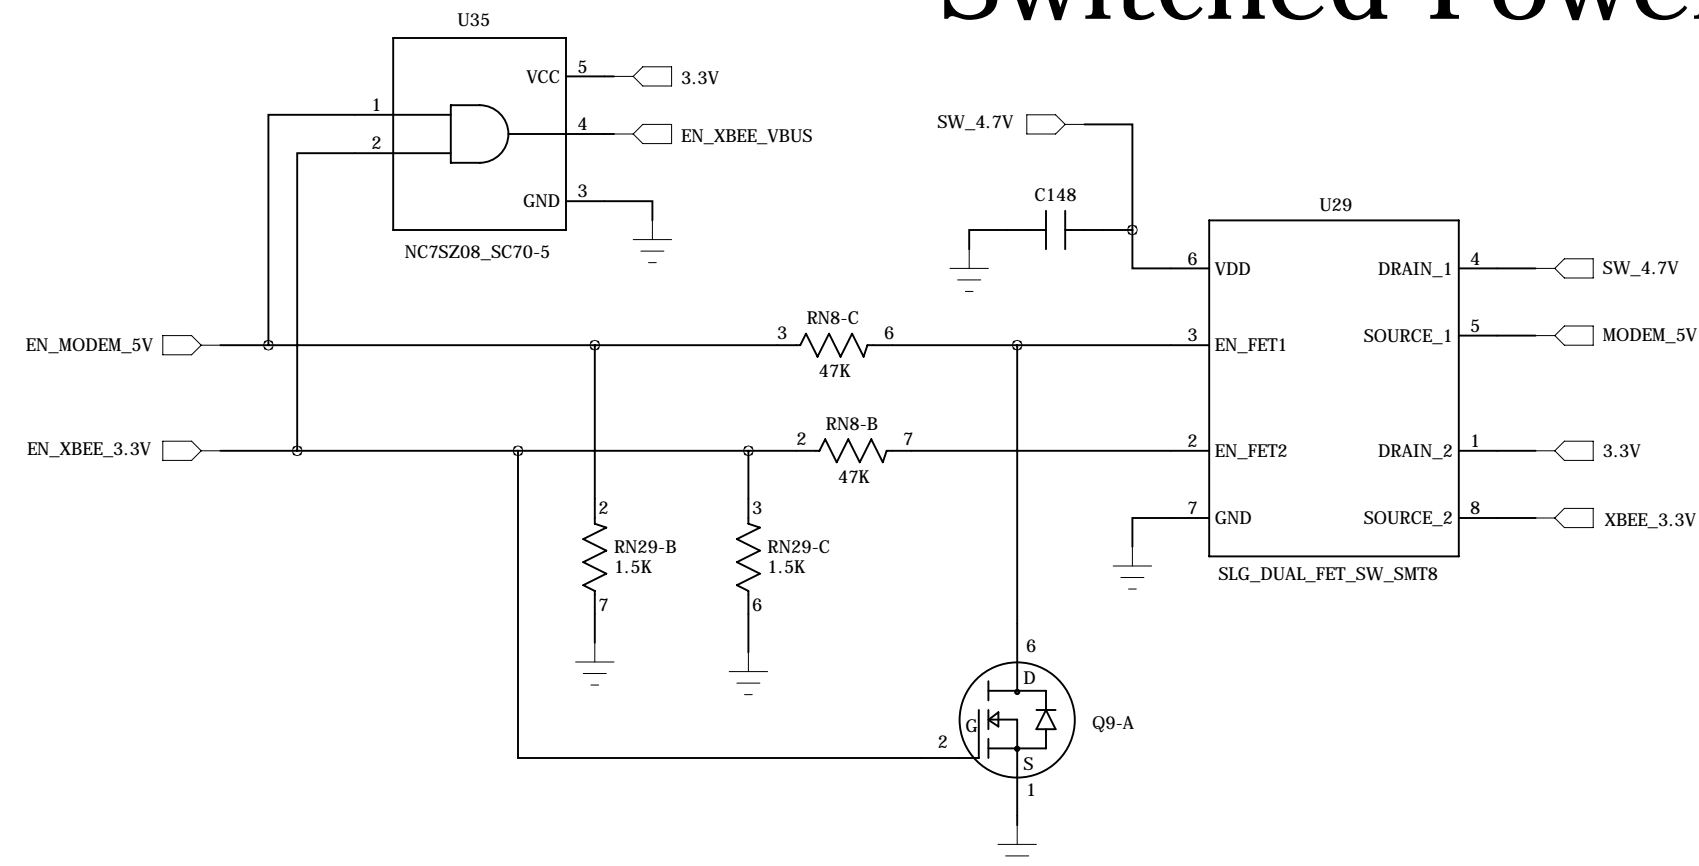 Switched Power
U35
VCC
5
3.3V
1
2
4
EN_XBEE_VBUS
GND
3
NC7SZ08_SC70-5
SW_4.7V
C148
U29
6
VDD
DRAIN_1
4
SW_4.7V
EN_MODEM_5V
3
RN8-C
6
47K
3
EN_FET1
SOURCE_1
5
MODEM_5V
EN_XBEE_3.3V
2
RN8-B
7
47K
2
EN_FET2
DRAIN_2
1
3.3V
7
GND
SOURCE_2
8
XBEE_3.3V
SLG_DUAL_FET_SW_SMT8
2
RN29-B
1.5K
7
3
RN29-C
1.5K
6
6
D
G
2
S
1
Q9-A